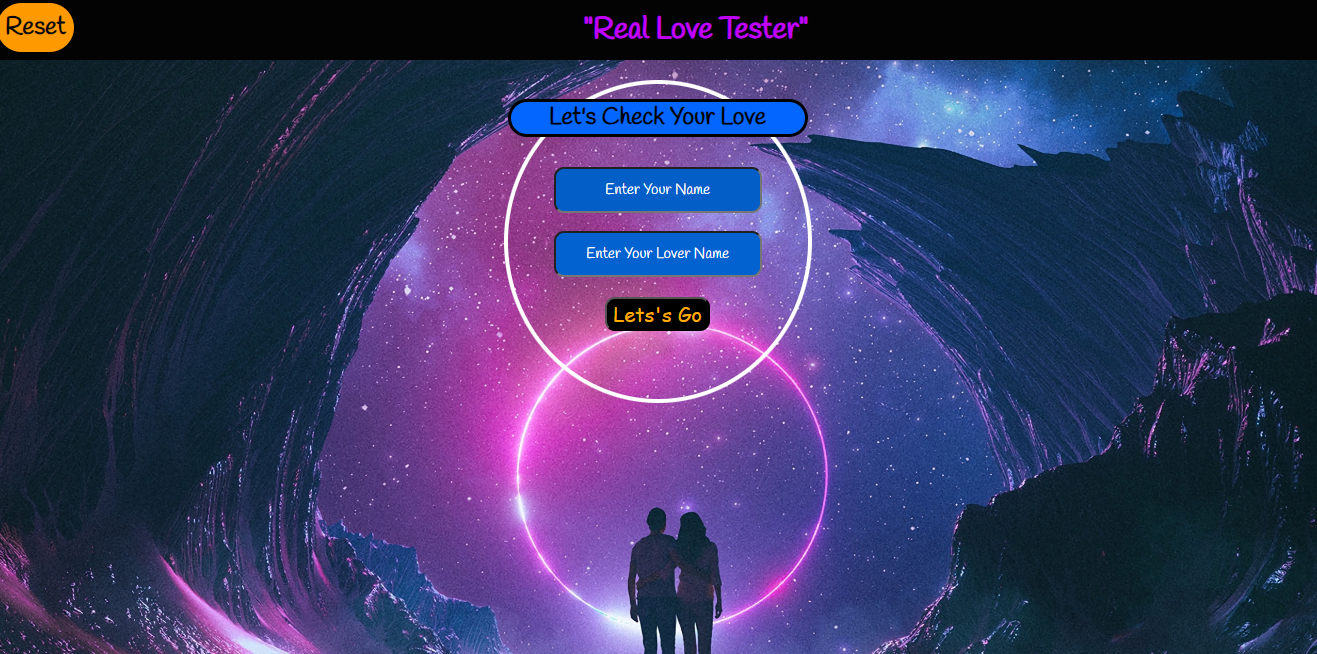 Reset
"Real Love Tester"
Let's Check Your Love
Enter Your Name
Enter Your Lover Name
Lets's Go